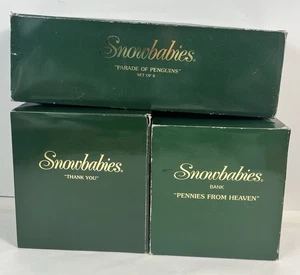 Snowbabies®
"PARADE OF PENGUINS"
SET OF 6
Snowbabies®
"THANK YOU"
Snowbabies®
BANK
"PENNIES FROM HEAVEN"